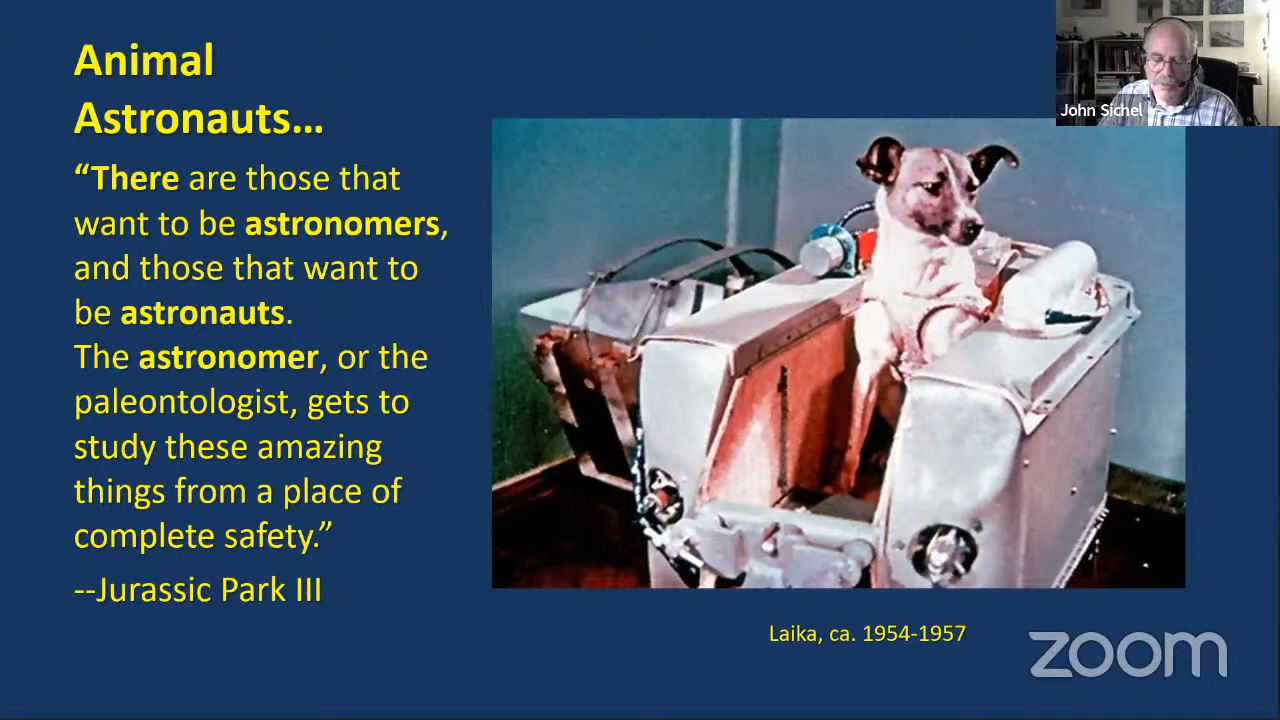 Animal
Astronauts…
“There are those that
want to be astronomers,
and those that want to
be astronauts.
The astronomer, or the
paleontologist, gets to
study these amazing
things from a place of
complete safety.”
--Jurassic Park III
John Sichel
Laika, ca. 1954-1957
zoom